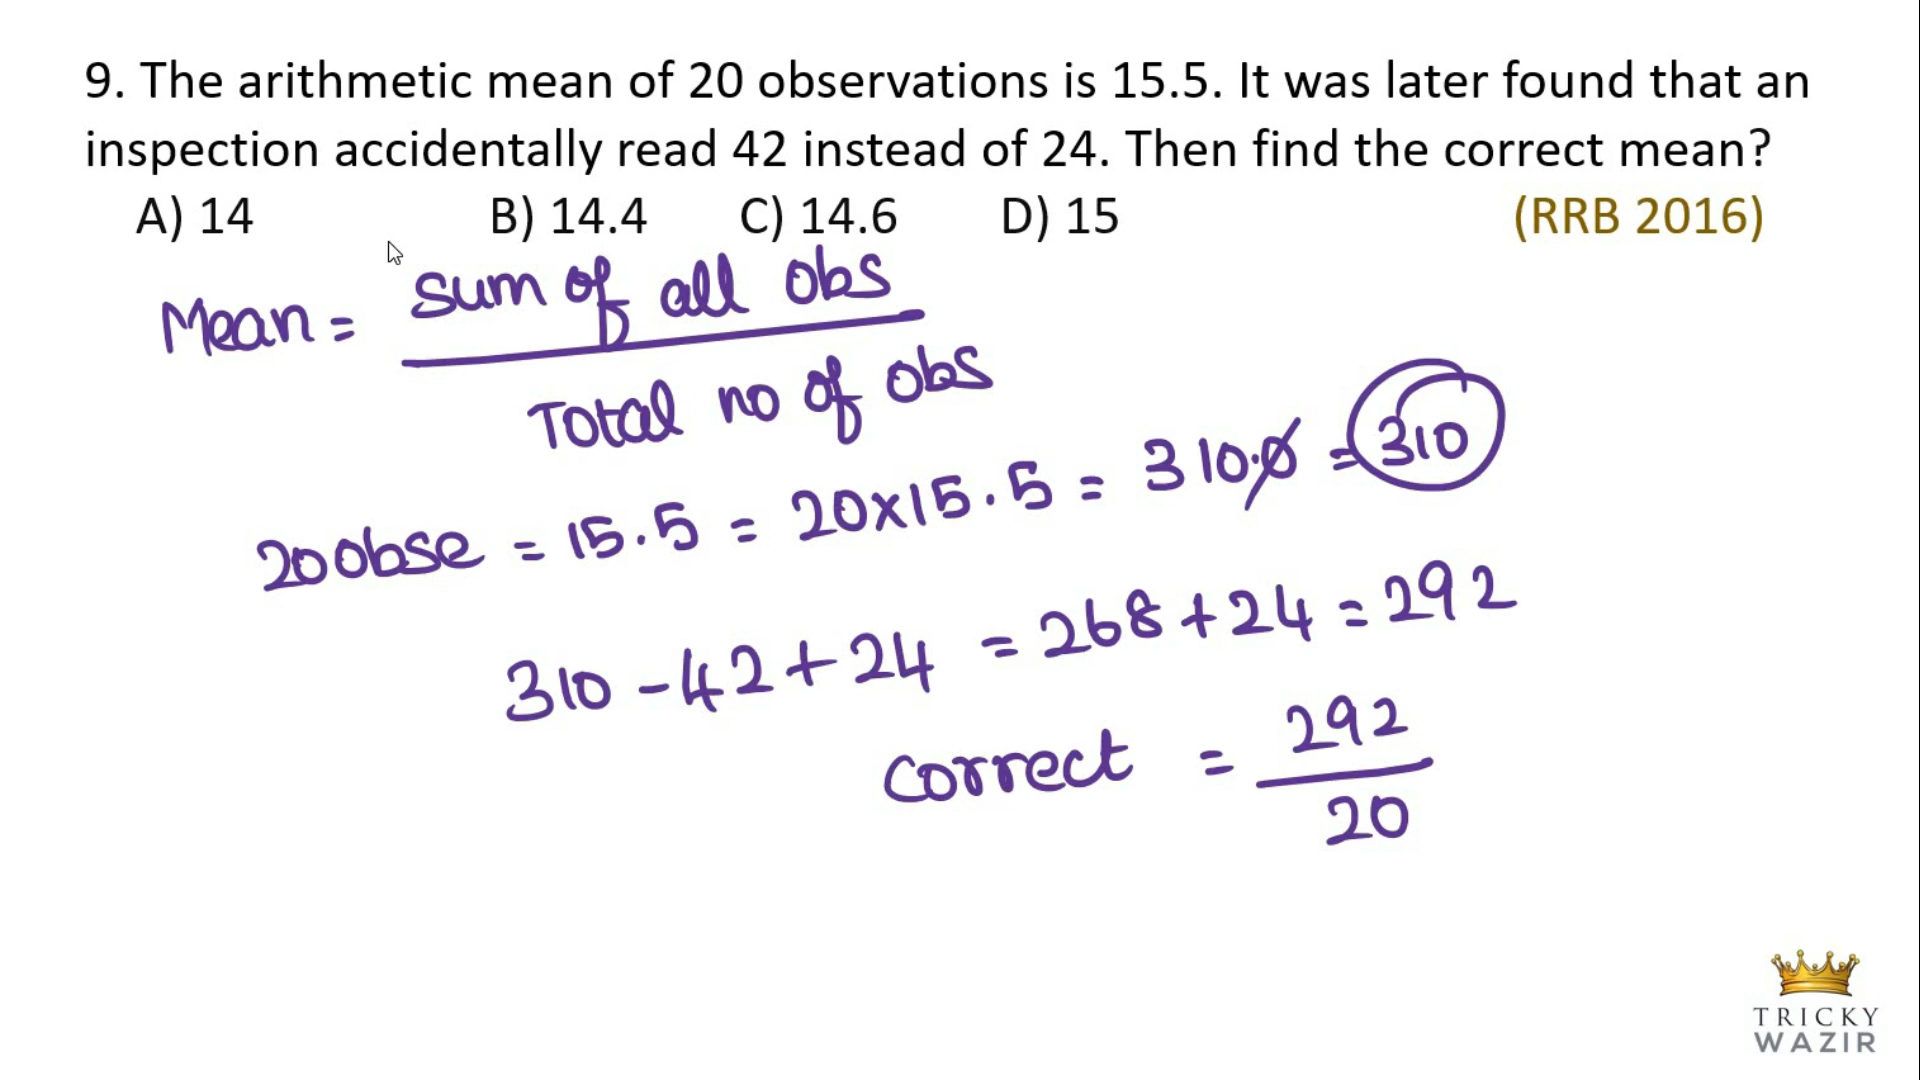 9. The arithmetic mean of 20 observations is 15.5. It was later found that an
inspection accidentally read 42 instead of 24. Then find the correct mean?
A) 14 B) 14.4 C) 14.6 D) 15 (RRB 2016)
Mean = sum of all obs
Total no of obs
20 obse = 15.5 = 20x15.5 = 310.0 = 310
310 - 42 + 24 = 268 + 24 = 292
correct = 292
20
TRICKY
WAZIR